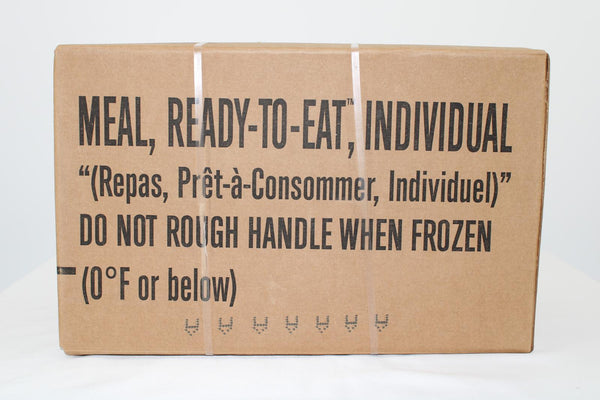 MEAL, READY-TO-EAT™, INDIVIDUAL
“(Repas, Prêt-à-Consommer, Individuel)”
DO NOT ROUGH HANDLE WHEN FROZEN
(0°F or below)